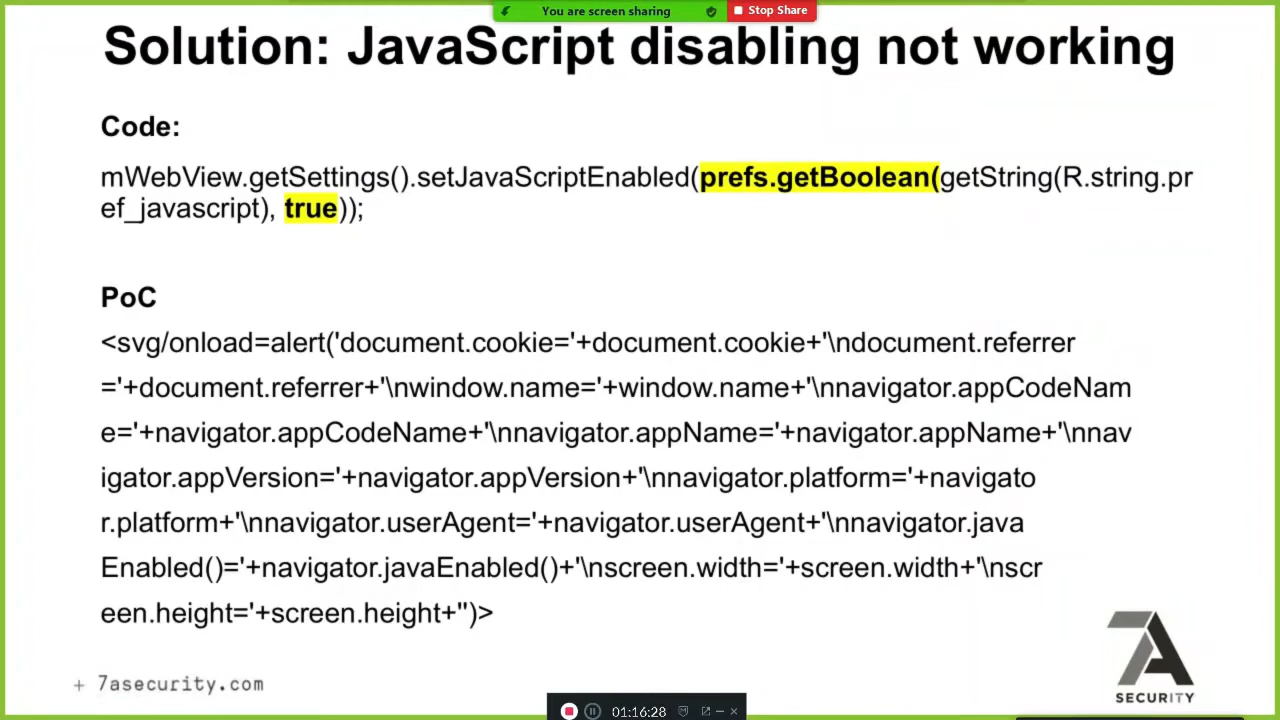 You are screen sharing
Stop Share
Solution: JavaScript disabling not working
Code:
mWebView.getSettings().setJavaScriptEnabled(prefs.getBoolean(getString(R.string.pr
ef_javascript), true));
PoC
<svg/onload=alert('document.cookie='+document.cookie+'\ndocument.referrer
='+document.referrer+'\nwindow.name='+window.name+'\nnavigator.appCodeNam
e='+navigator.appCodeName+'\nnavigator.appName='+navigator.appName+'\nnav
igator.appVersion='+navigator.appVersion+'\nnavigator.platform='+navigato
r.platform+'\nnavigator.userAgent='+navigator.userAgent+'\nnavigator.java
Enabled()='+navigator.javaEnabled()+'\nscreen.width='+screen.width+'\nscr
een.height='+screen.height+'')>
7A
SECURITY
+ 7asecurity.com
01:16:28